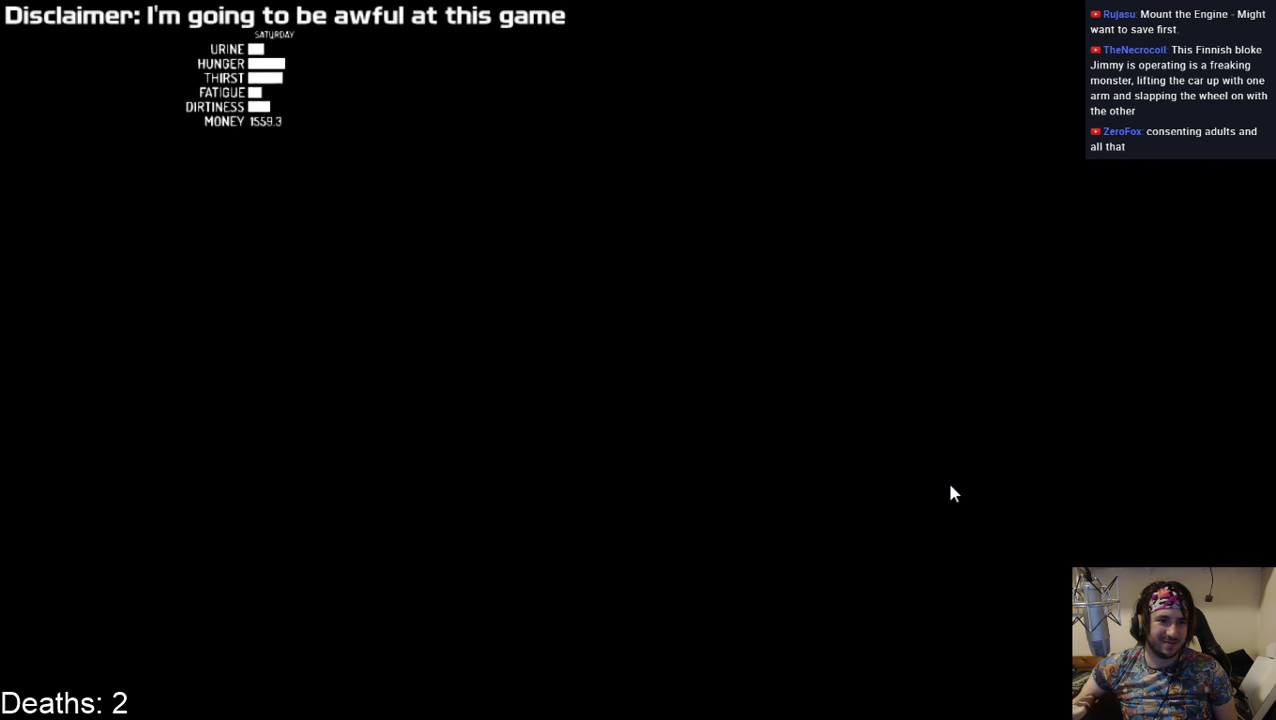 Disclaimer: I'm going to be awful at this game
SATURDAY
URINE
HUNGER
THIRST
FATIGUE
DIRTINESS
MONEY 1559.3
Rujasu: Mount the Engine - Might
want to save first.
TheNecrocoil: This Finnish bloke
Jimmy is operating is a freaking
monster, lifting the car up with one
arm and slapping the wheel on with
the other
ZeroFox: consenting adults and
all that
Deaths: 2